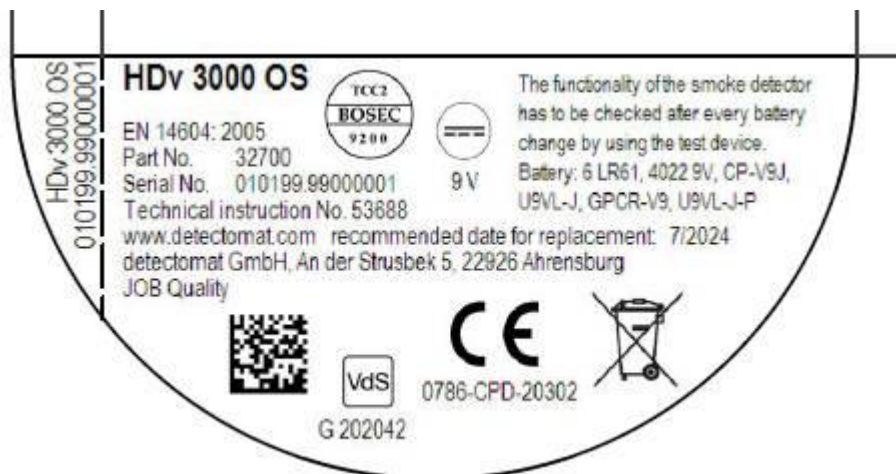 HDv 3000 OS
010199.99000001
HDv 3000 OS
TCC2
BOSEC
9200
EN 14604: 2005
Part No. 32700
Serial No. 010199.99000001
Technical instruction No. 53688
9 V
The functionality of the smoke detector
has to be checked after every battery
change by using the test device.
Battery: 6 LR61, 4022 9V, CP-V9J,
U9VL-J, GPCR-V9, U9VL-J-P
www.detectomat.com recommended date for replacement: 7/2024
detectomat GmbH, An der Strusbek 5, 22926 Ahrensburg
JOB Quality
VdS
G 202042
CE
0786-CPD-20302